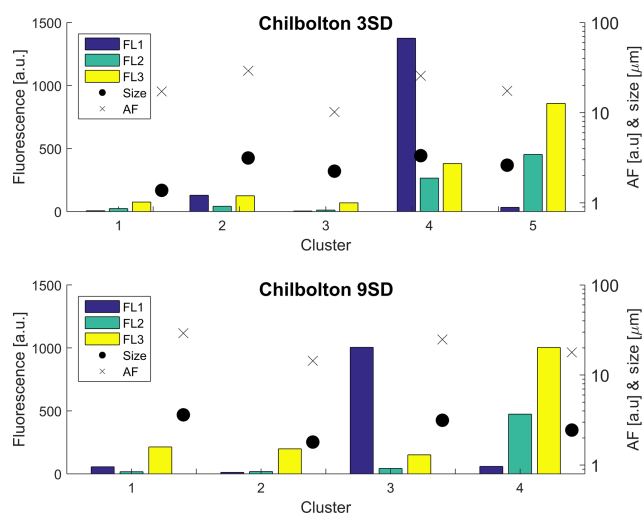 Chilbolton 3SD
1500
1000
500
0
Fluorescence [a.u.]
FL1
FL2
FL3
Size
AF
100
10
1
AF [a.u] & size [μm]
1 2 3 4 5
Cluster
Chilbolton 9SD
1500
1000
500
0
Fluorescence [a.u.]
FL1
FL2
FL3
Size
AF
100
10
1
AF [a.u] & size [μm]
1 2 3 4
Cluster